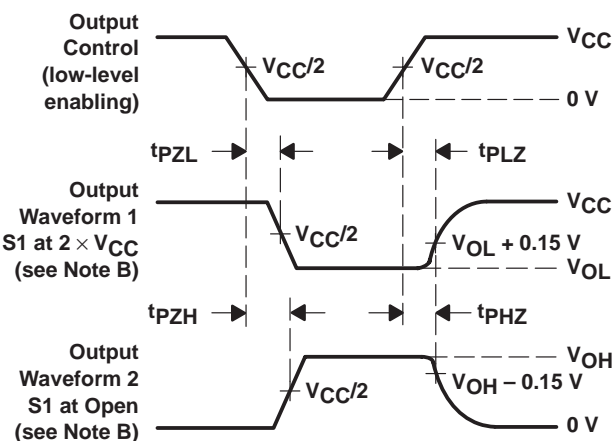 Output
Control
(low-level
enabling)
VCC/2
VCC/2
VCC
0 V
tPZL
tPLZ
Output
Waveform 1
S1 at 2 × VCC
(see Note B)
VCC/2
VCC
VOL + 0.15 V
VOL
tPZH
tPHZ
Output
Waveform 2
S1 at Open
(see Note B)
VCC/2
VOH
VOH – 0.15 V
0 V